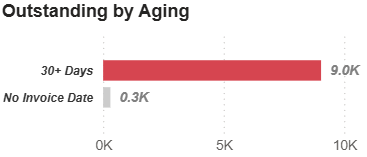 Outstanding by Aging
30+ Days 9.0K
No Invoice Date 0.3K
0K 5K 10K